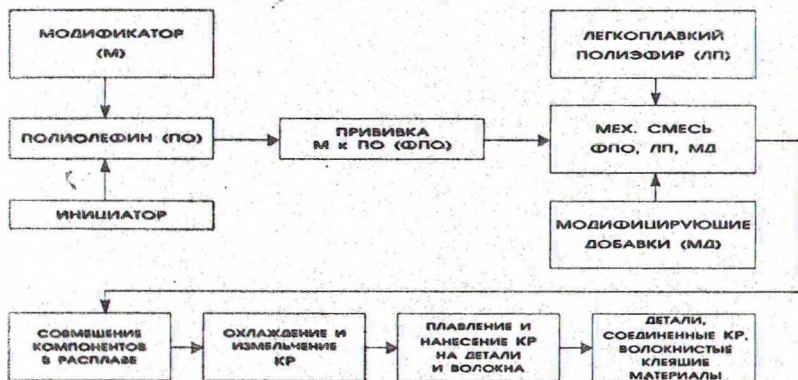 МОДИФИКАТОР
(М)
ЛЕГКОПЛАВКИЙ
ПОЛИЭФИР (ЛП)
ПОЛИОЛЕФИН (ПО)
ПРИВИВКА
М к ПО (ФПО)
МЕХ. СМЕСЬ
ФПО, ЛП, МД
ИНИЦИАТОР
МОДИФИЦИРУЮЩИЕ
ДОБАВКИ (МД)
СОВМЕЩЕНИЕ
КОМПОНЕНТОВ
В РАСПЛАВЕ
ОХЛАЖДЕНИЕ И
ИЗМЕЛЬЧЕНИЕ
КР
ПЛАВЛЕНИЕ И
НАНЕСЕНИЕ КР
НА ДЕТАЛИ
И ВОЛОКНА
ДЕТАЛИ,
СОЕДИНЕННЫЕ КР,
ВОЛОКНИСТЫЕ
КЛЕЯЩИЕ
МАТЕРИАЛЫ